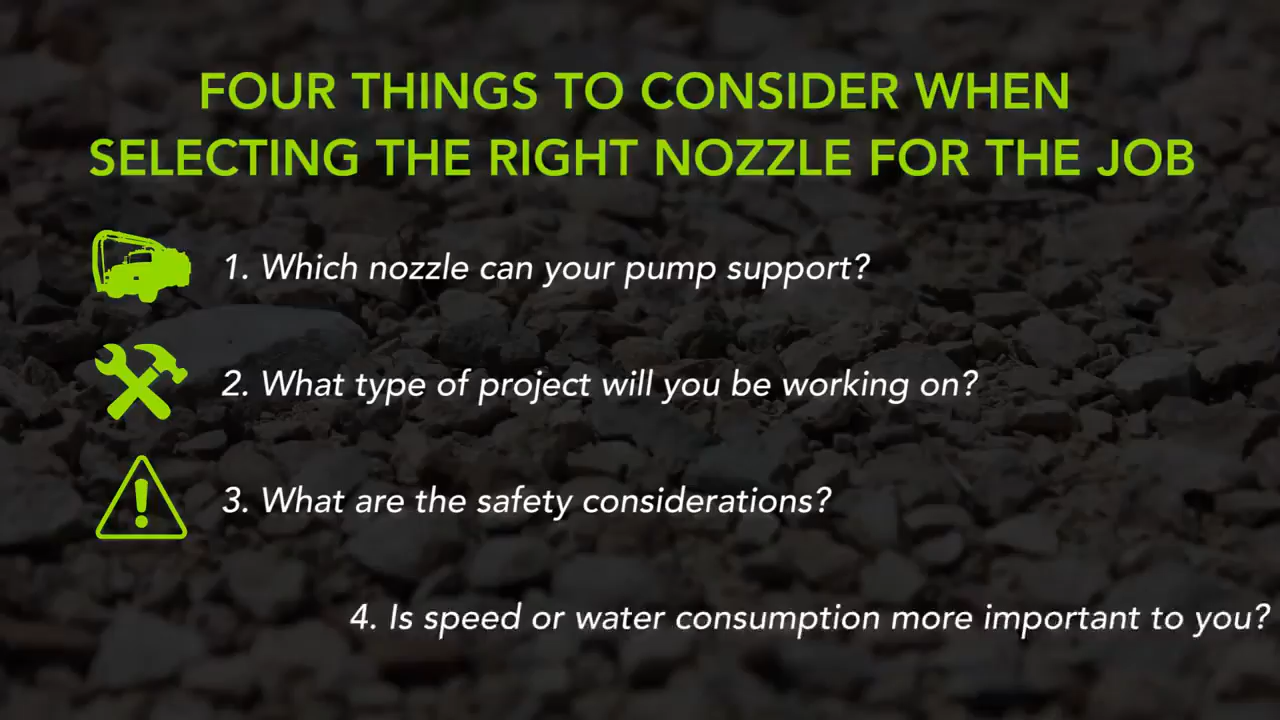 FOUR THINGS TO CONSIDER WHEN
SELECTING THE RIGHT NOZZLE FOR THE JOB
1. Which nozzle can your pump support?
2. What type of project will you be working on?
3. What are the safety considerations?
4. Is speed or water consumption more important to you?